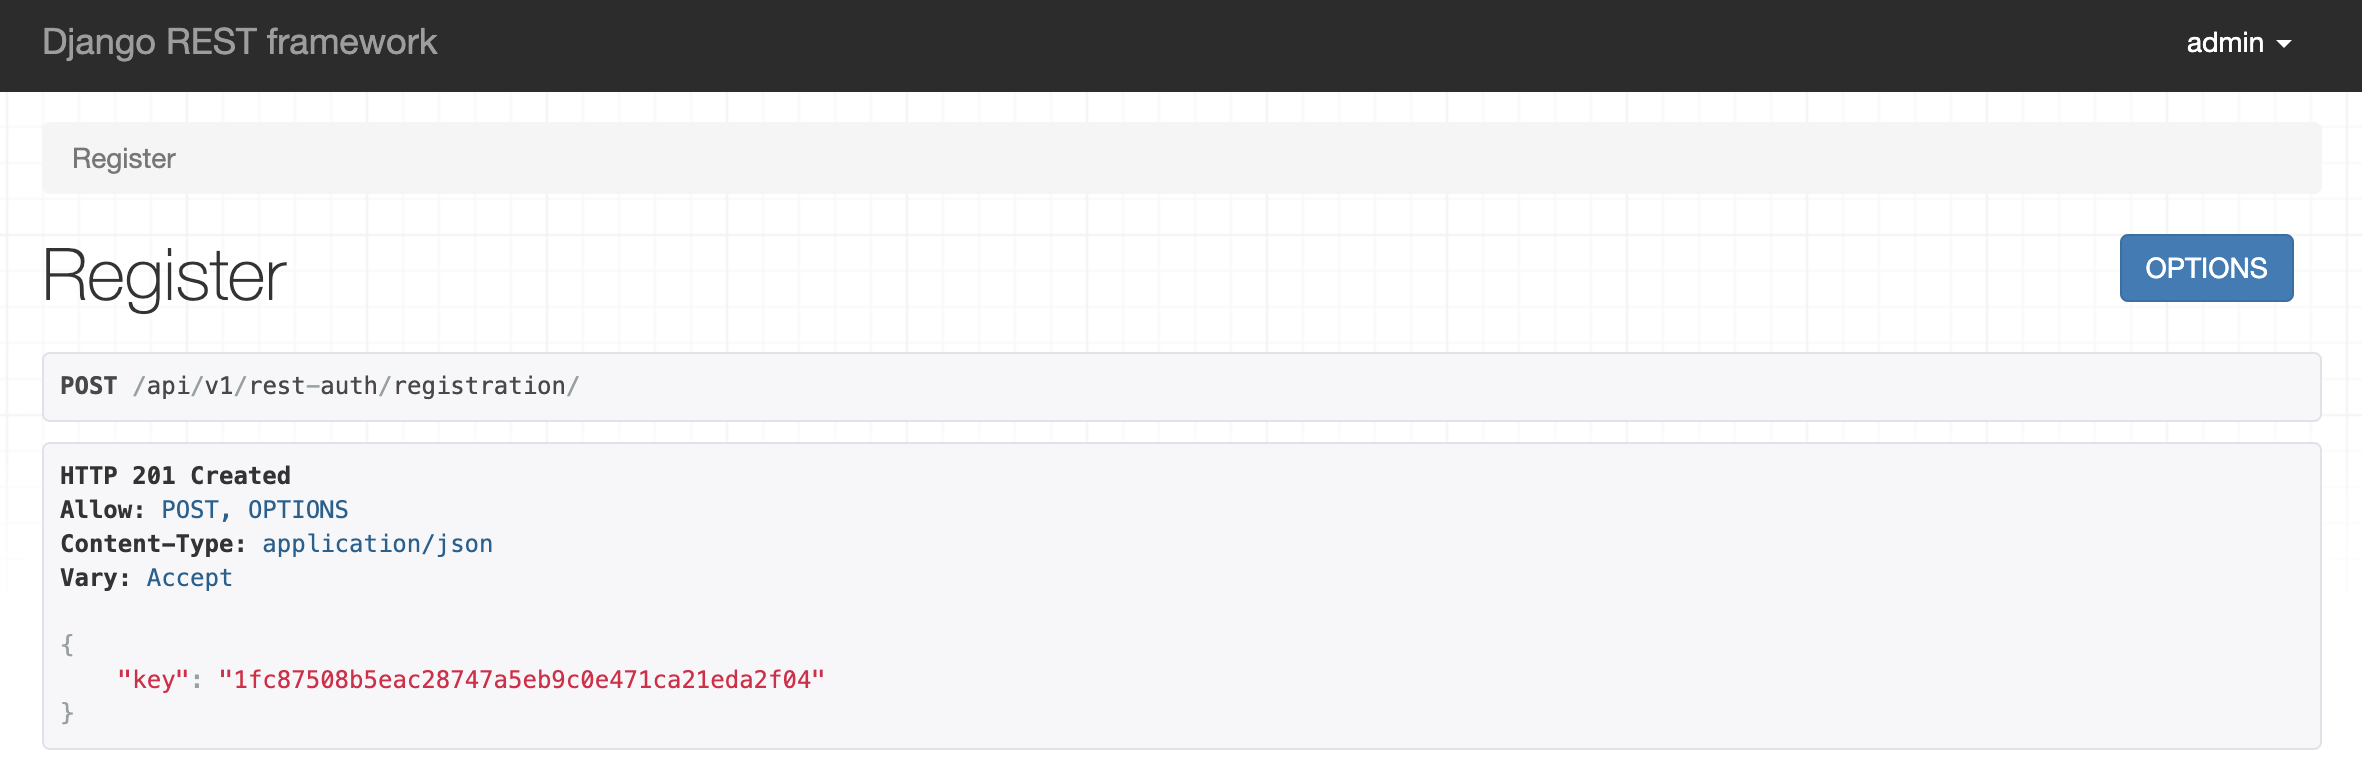 Django REST framework
admin
Register
Register
OPTIONS
POST /api/v1/rest-auth/registration/
HTTP 201 Created
Allow: POST, OPTIONS
Content-Type: application/json
Vary: Accept
{
"key": "1fc87508b5eac28747a5eb9c0e471ca21eda2f04"
}